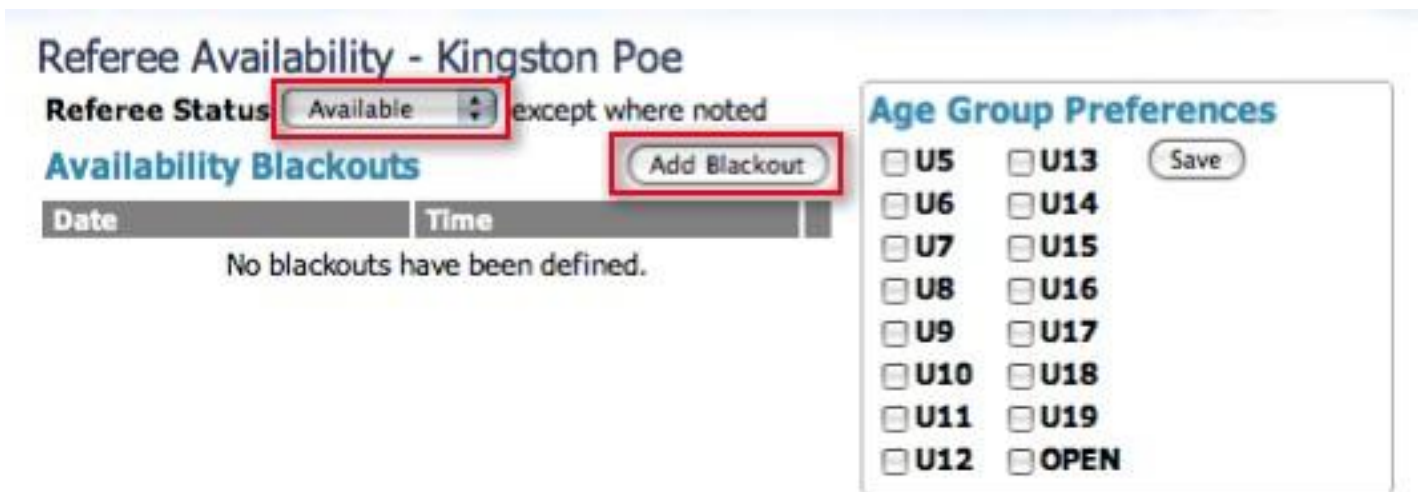 Referee Availability - Kingston Poe
Referee Status Available except where noted
Availability Blackouts Add Blackout
Date Time
No blackouts have been defined.
Age Group Preferences
U5 U13 Save
U6 U14
U7 U15
U8 U16
U9 U17
U10 U18
U11 U19
U12 OPEN